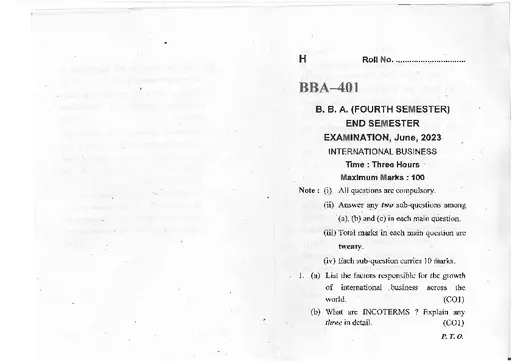 H Roll No. ..............................
BBA–401
B. B. A. (FOURTH SEMESTER)
END SEMESTER
EXAMINATION, June, 2023
INTERNATIONAL BUSINESS
Time : Three Hours
Maximum Marks : 100
Note : (i) All questions are compulsory.
(ii) Answer any two sub-questions among
(a), (b) and (c) in each main question.
(iii) Total marks in each main question are
twenty.
(iv) Each sub-question carries 10 marks.
1. (a) List the factors responsible for the growth
of international business across the
world. (CO1)
(b) What are INCOTERMS ? Explain any
three in detail. (CO1)
P. T. O.